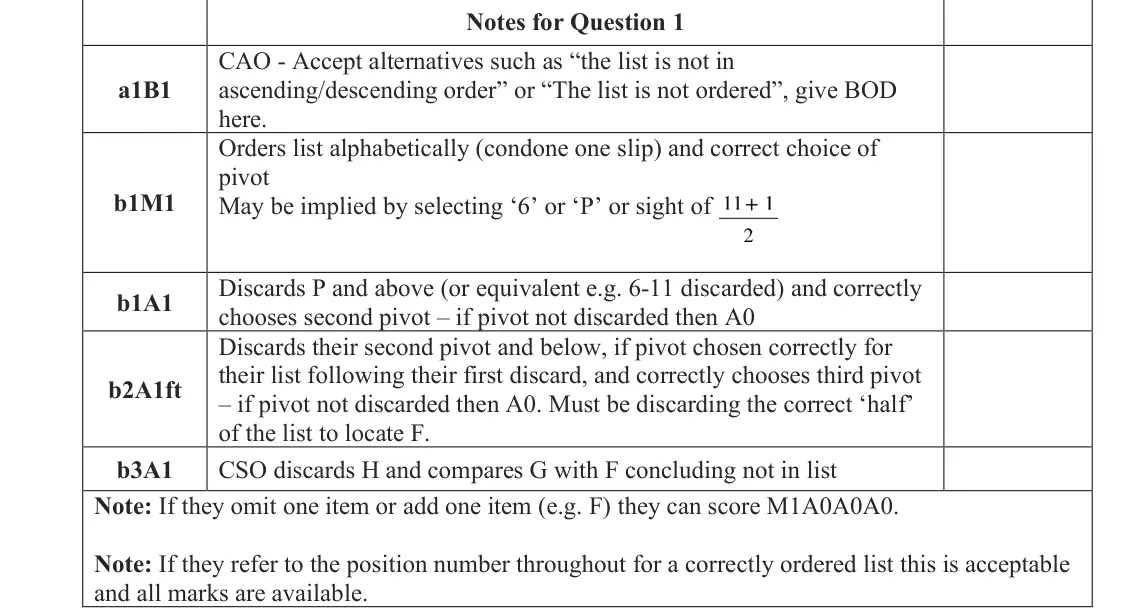 Notes for Question 1
a1B1
CAO - Accept alternatives such as “the list is not in
ascending/descending order” or “The list is not ordered”, give BOD
here.
b1M1
Orders list alphabetically (condone one slip) and correct choice of
pivot
May be implied by selecting ‘6’ or ‘P’ or sight of 11 + 1
2
b1A1
Discards P and above (or equivalent e.g. 6-11 discarded) and correctly
chooses second pivot – if pivot not discarded then A0
b2A1ft
Discards their second pivot and below, if pivot chosen correctly for
their list following their first discard, and correctly chooses third pivot
– if pivot not discarded then A0. Must be discarding the correct ‘half’
of the list to locate F.
b3A1
CSO discards H and compares G with F concluding not in list
Note: If they omit one item or add one item (e.g. F) they can score M1A0A0A0.
Note: If they refer to the position number throughout for a correctly ordered list this is acceptable
and all marks are available.